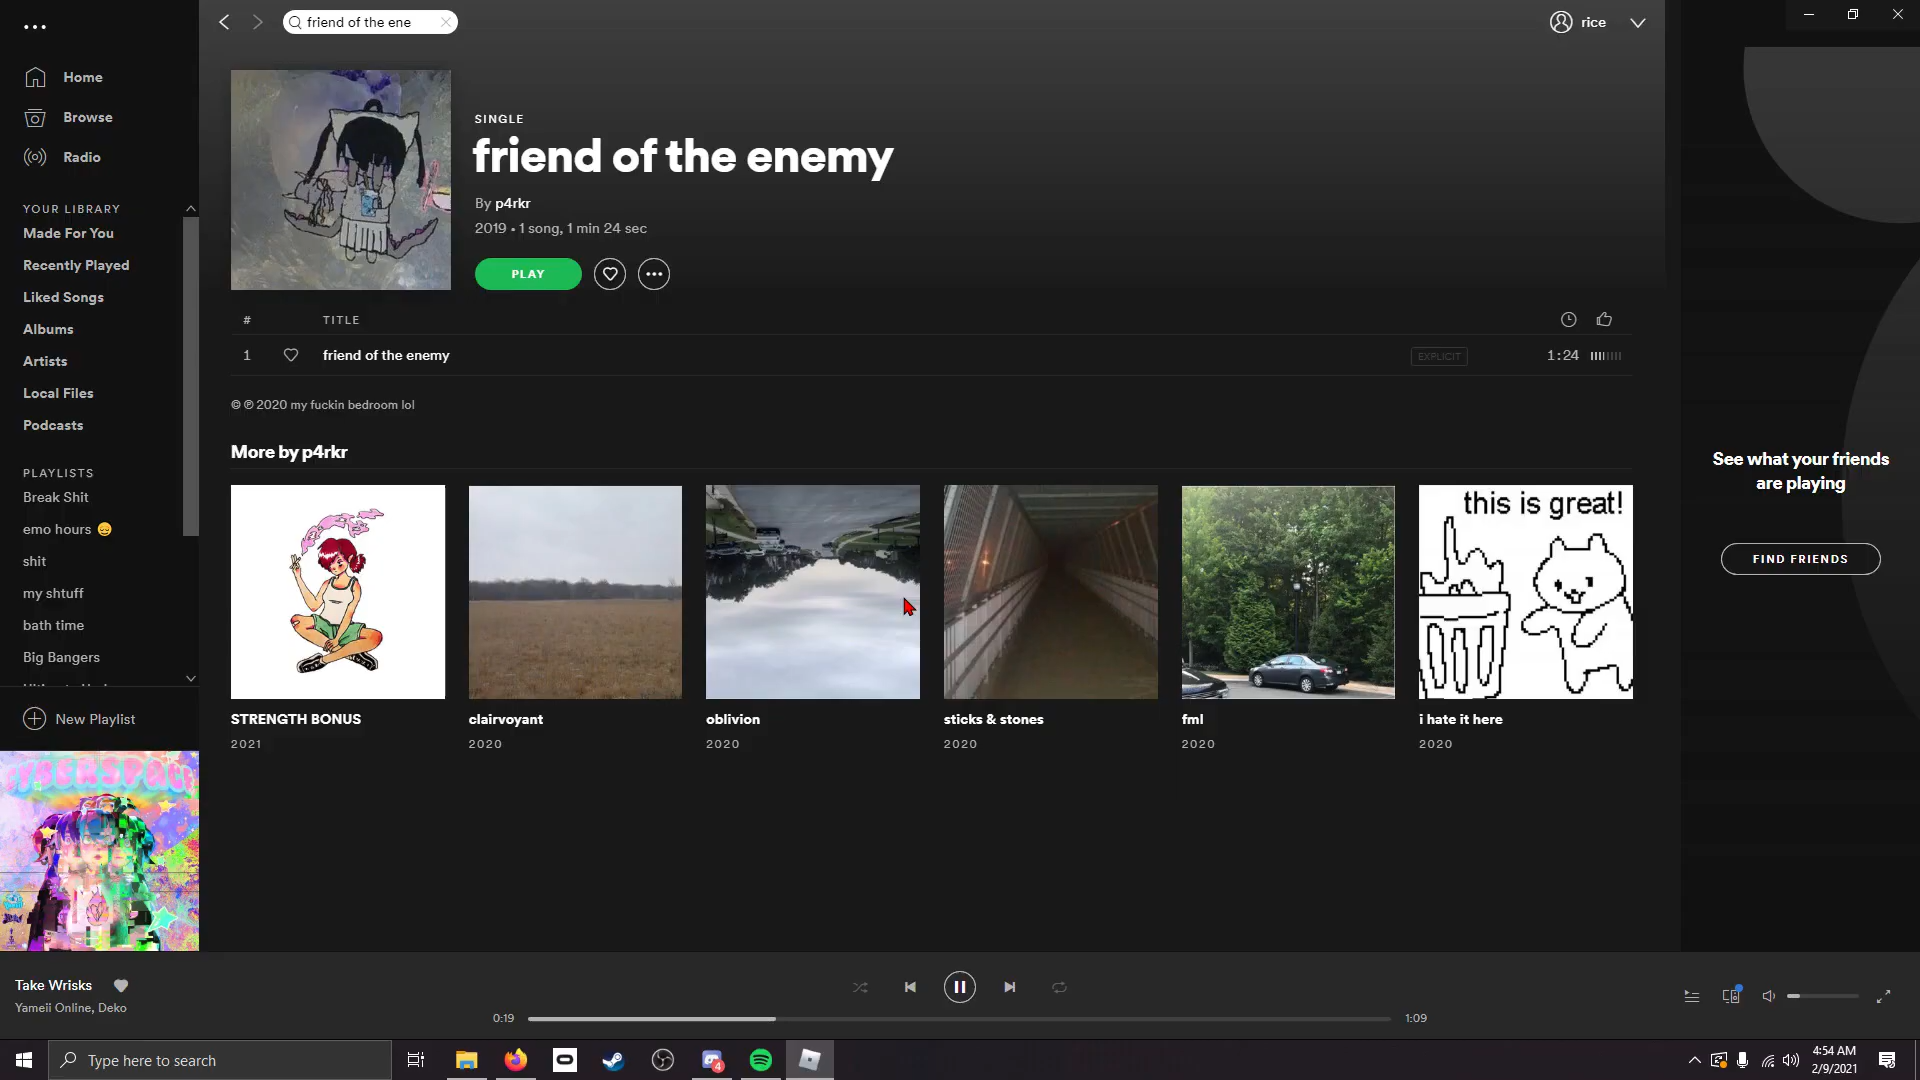 friend of the ene
rice
Home
Browse
Radio
YOUR LIBRARY
Made For You
Recently Played
Liked Songs
Albums
Artists
Local Files
Podcasts
PLAYLISTS
Break Shit
emo hours 😔
shit
my shtuff
bath time
Big Bangers
New Playlist
SINGLE
friend of the enemy
By p4rkr
2019 • 1 song, 1 min 24 sec
PLAY
# TITLE
1 friend of the enemy EXPLICIT 1:24
© ℗ 2020 my fuckin bedroom lol
More by p4rkr
this is great!
STRENGTH BONUS
2021
clairvoyant
2020
oblivion
2020
sticks & stones
2020
fml
2020
i hate it here
2020
See what your friends
are playing
FIND FRIENDS
CYBERSPACE
Take Wrisks
Yameii Online, Deko
0:19
1:09
Type here to search
4
4:54 AM
2/9/2021